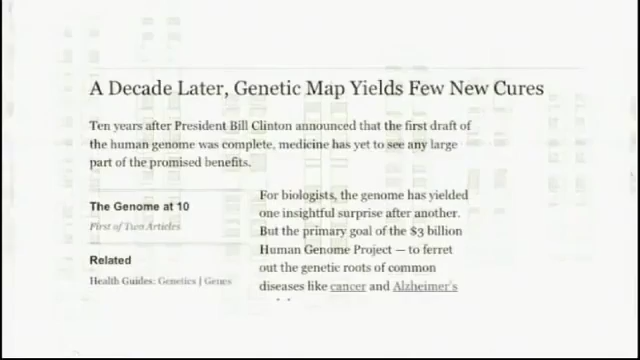 A Decade Later, Genetic Map Yields Few New Cures
Ten years after President Bill Clinton announced that the first draft of
the human genome was complete, medicine has yet to see any large
part of the promised benefits.
The Genome at 10
First of Two Articles
Related
Health Guides: Genetics | Genes
For biologists, the genome has yielded
one insightful surprise after another.
But the primary goal of the $3 billion
Human Genome Project — to ferret
out the genetic roots of common
diseases like cancer and Alzheimer's